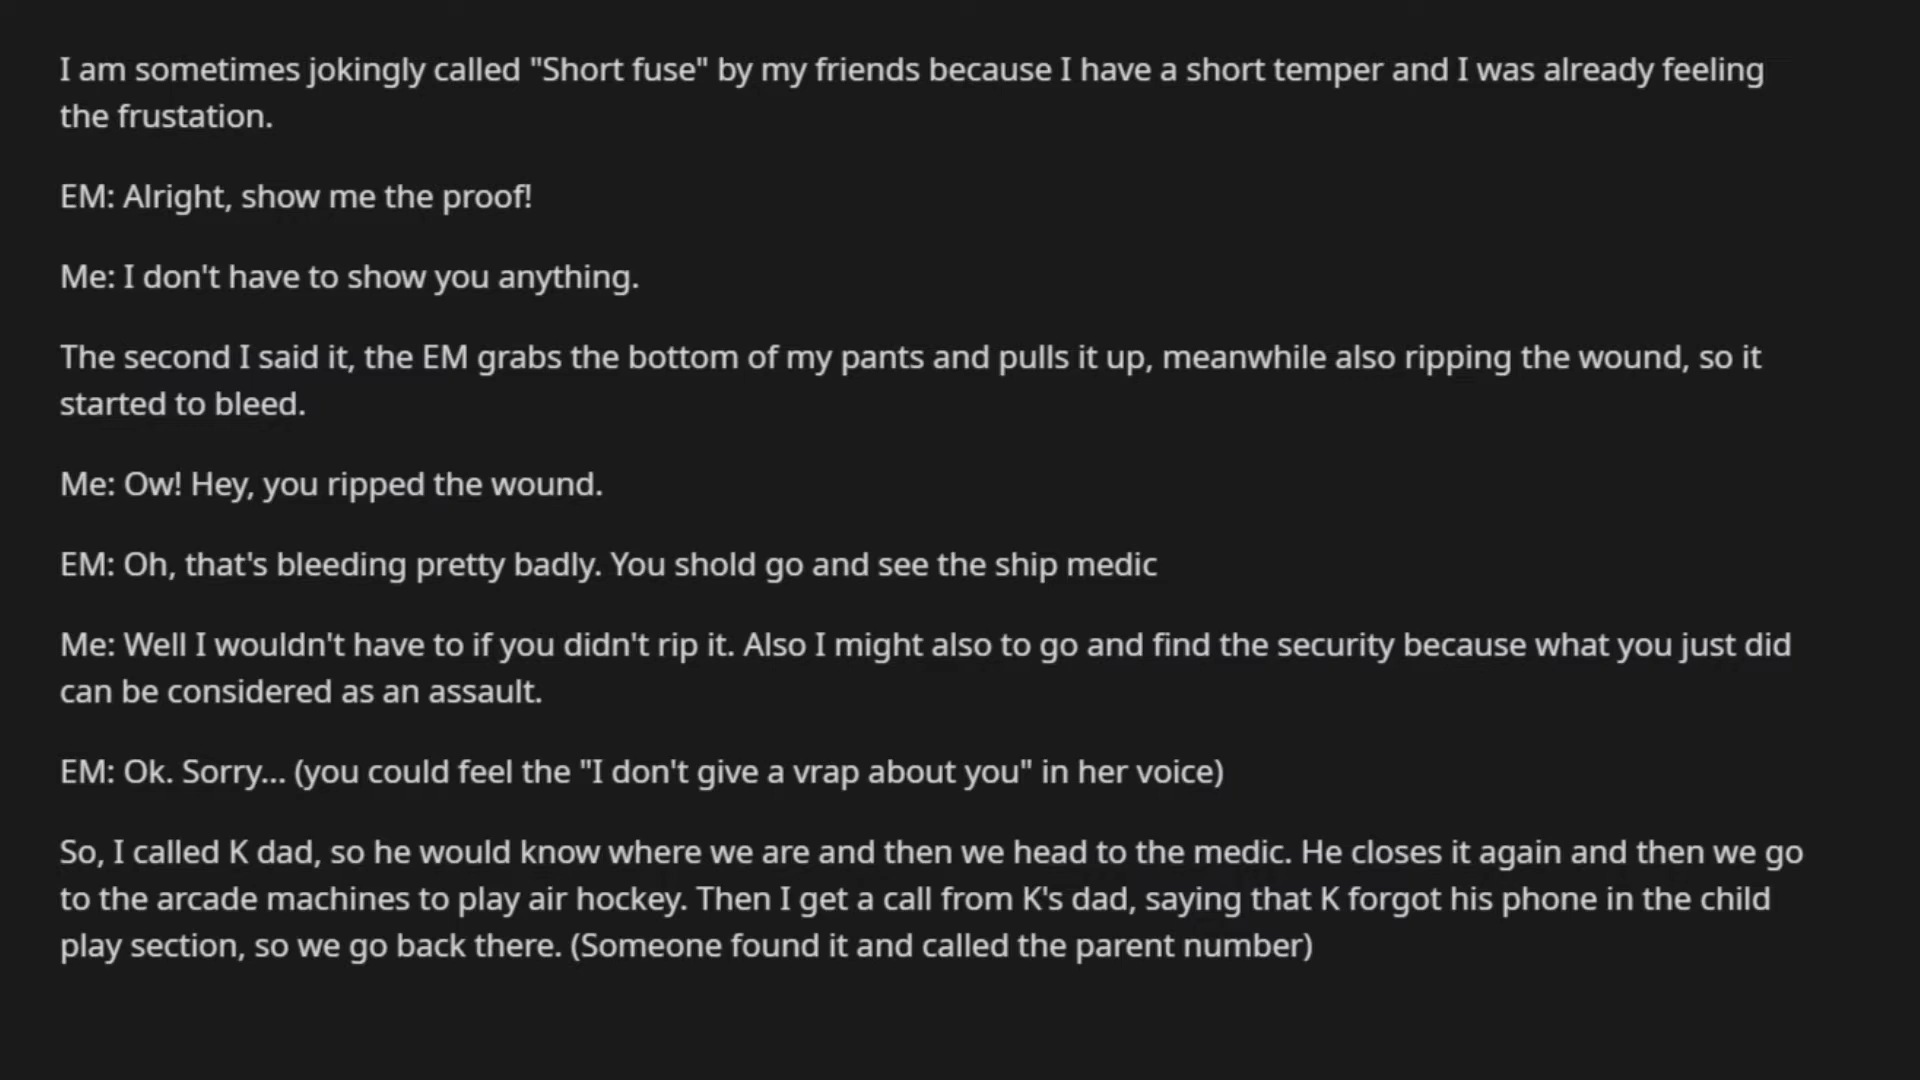 I am sometimes jokingly called "Short fuse" by my friends because I have a short temper and I was already feeling
the frustation.
EM: Alright, show me the proof!
Me: I don't have to show you anything.
The second I said it, the EM grabs the bottom of my pants and pulls it up, meanwhile also ripping the wound, so it
started to bleed.
Me: Ow! Hey, you ripped the wound.
EM: Oh, that's bleeding pretty badly. You shold go and see the ship medic
Me: Well I wouldn't have to if you didn't rip it. Also I might also to go and find the security because what you just did
can be considered as an assault.
EM: Ok. Sorry... (you could feel the "I don't give a vrap about you" in her voice)
So, I called K dad, so he would know where we are and then we head to the medic. He closes it again and then we go
to the arcade machines to play air hockey. Then I get a call from K's dad, saying that K forgot his phone in the child
play section, so we go back there. (Someone found it and called the parent number)